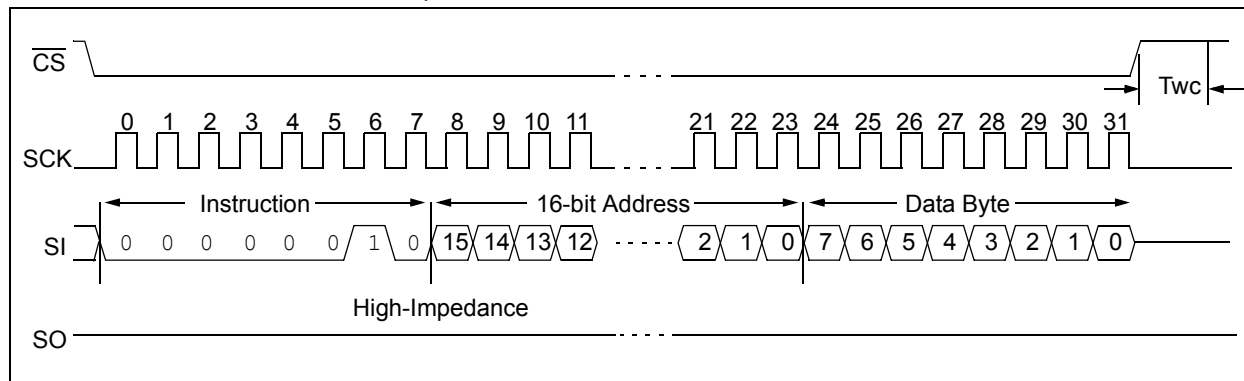 CS
Twc
0 1 2 3 4 5 6 7 8 9 10 11 21 22 23 24 25 26 27 28 29 30 31
SCK
Instruction 16-bit Address Data Byte
SI 0 0 0 0 0 0 1 0 15 14 13 12 2 1 0 7 6 5 4 3 2 1 0
High-Impedance
SO